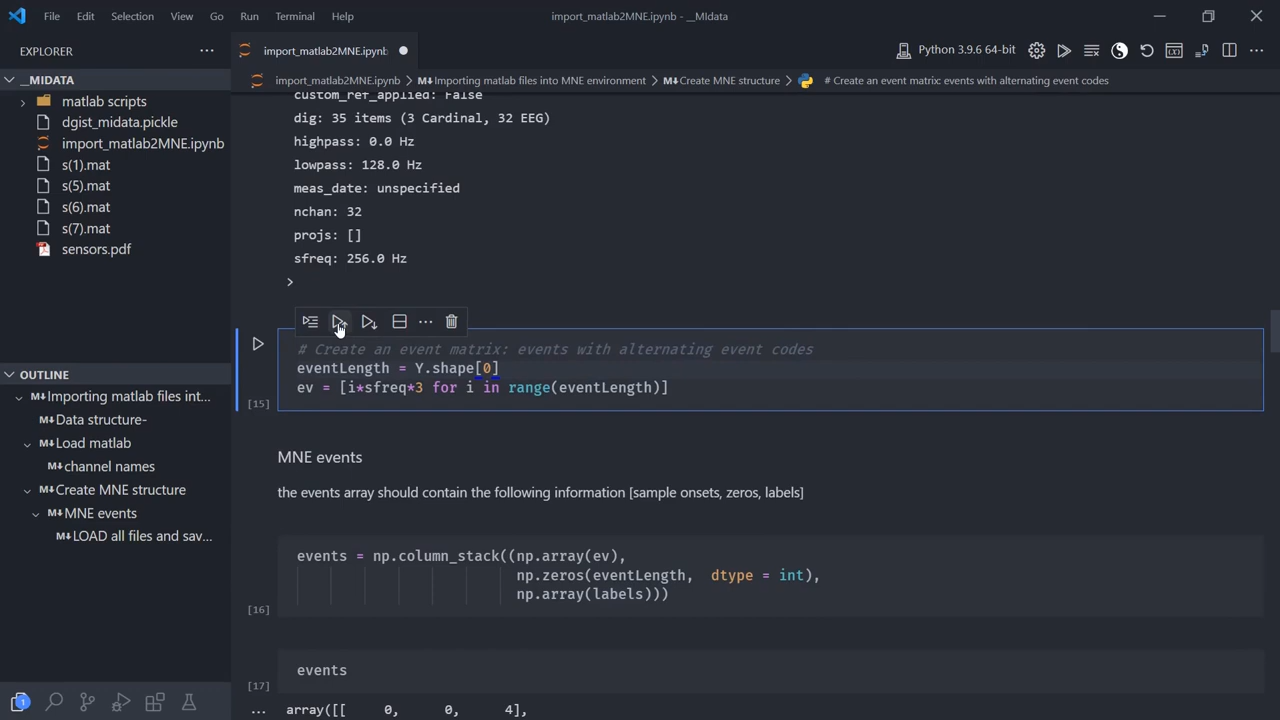 File Edit Selection View Go Run Terminal Help import_matlab2MNE.ipynb - __MIdata
EXPLORER
import_matlab2MNE.ipynb
Python 3.9.6 64-bit
__MIDATA
import_matlab2MNE.ipynb > Importing matlab files into MNE environment > Create MNE structure > # Create an event matrix: events with alternating event codes
matlab scripts
dgist_midata.pickle
import_matlab2MNE.ipynb
s(1).mat
s(5).mat
s(6).mat
s(7).mat
sensors.pdf
OUTLINE
Importing matlab files int...
Data structure-
Load matlab
channel names
Create MNE structure
MNE events
LOAD all files and sav...
1
custom_ref_applied: False
dig: 35 items (3 Cardinal, 32 EEG)
highpass: 0.0 Hz
lowpass: 128.0 Hz
meas_date: unspecified
nchan: 32
projs: []
sfreq: 256.0 Hz
>
# Create an event matrix: events with alternating event codes
eventLength = Y.shape[0]
ev = [i*sfreq*3 for i in range(eventLength)]
[15]
MNE events
the events array should contain the following information [sample onsets, zeros, labels]
events = np.column_stack((np.array(ev),
np.zeros(eventLength, dtype = int),
np.array(labels)))
[16]
events
[17]
... array([[ 0, 0, 4],